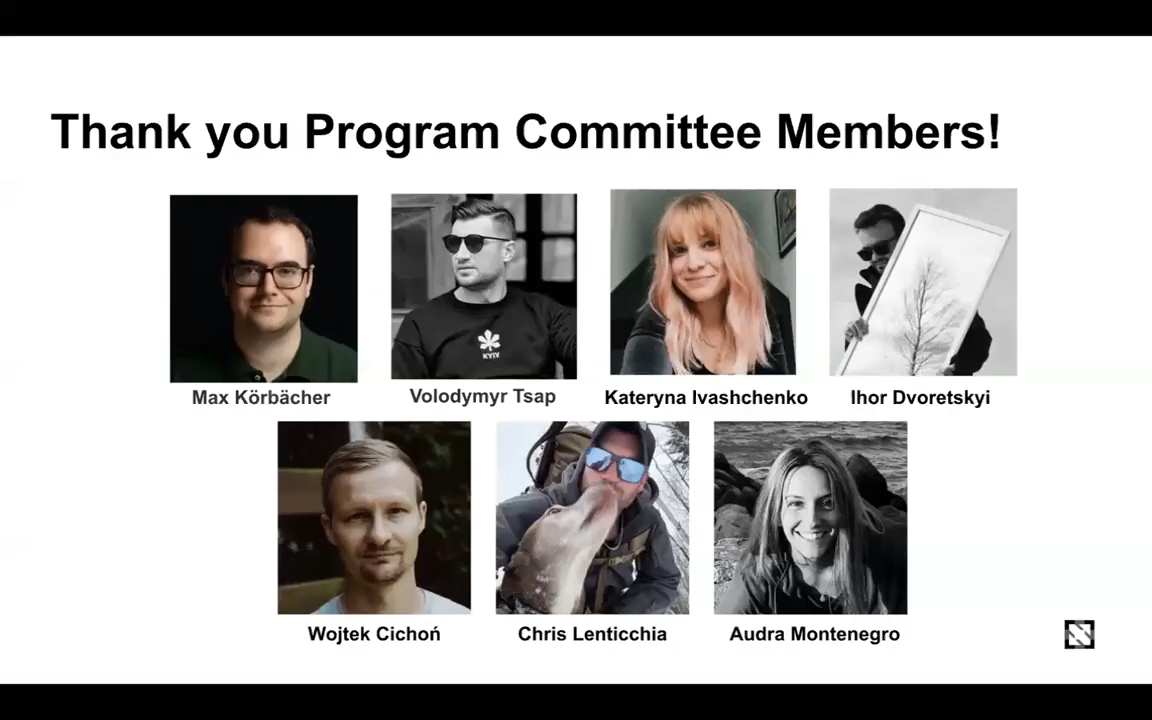 Thank you Program Committee Members!
KYIV
Max Körbächer
Volodymyr Tsap
Kateryna Ivashchenko
Ihor Dvoretskyi
Wojtek Cichoń
Chris Lenticchia
Audra Montenegro